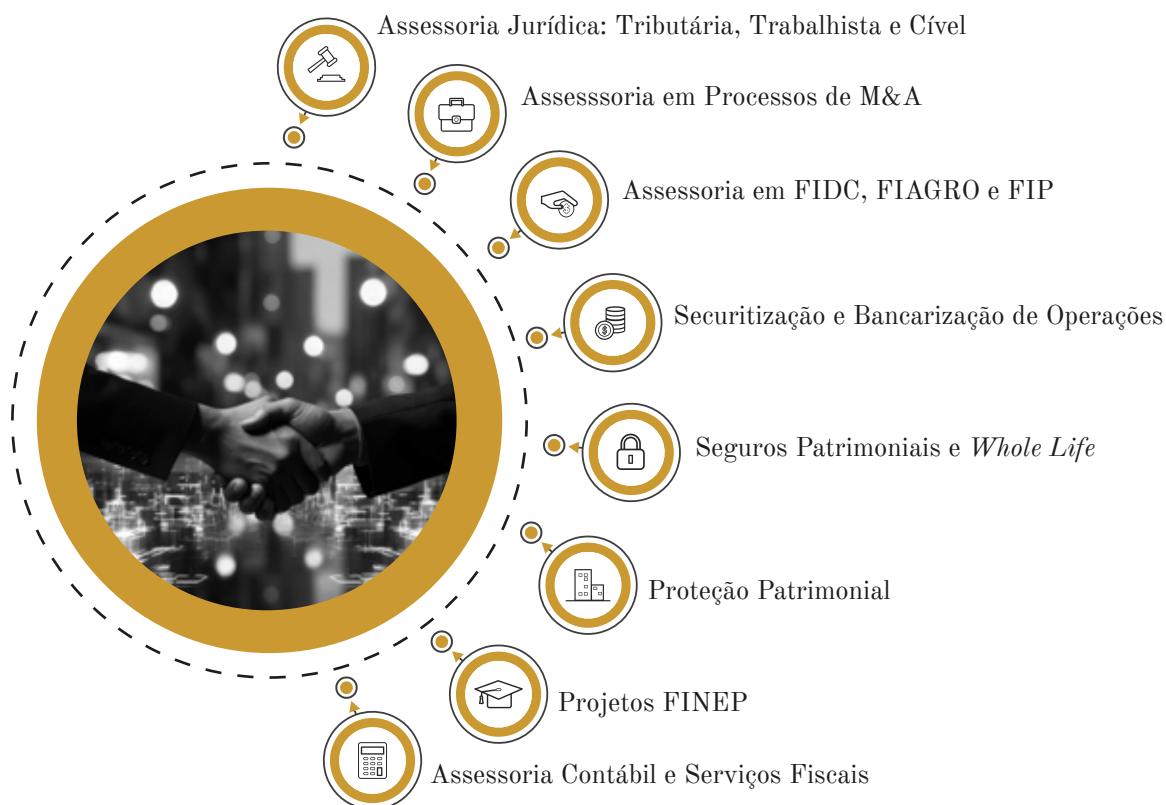 Assessoria Jurídica: Tributária, Trabalhista e Cível
Assesssoria em Processos de M&A
Assessoria em FIDC, FIAGRO e FIP
Securitização e Bancarização de Operações
Seguros Patrimoniais e Whole Life
Proteção Patrimonial
Projetos FINEP
Assessoria Contábil e Serviços Fiscais